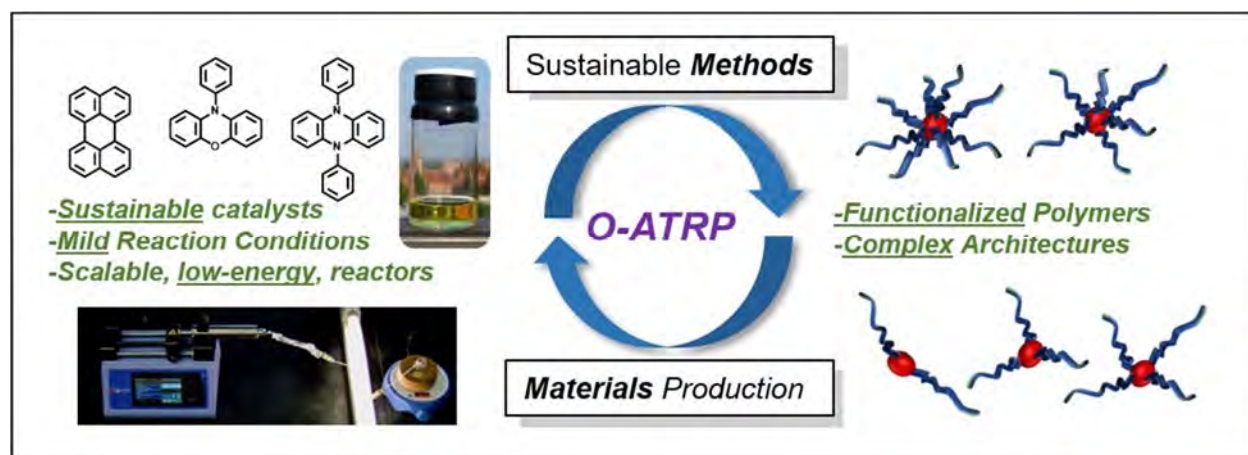 Sustainable Methods
N
O
N
N
-Sustainable catalysts
-Mild Reaction Conditions
-Scalable, low-energy, reactors
O-ATRP
-Functionalized Polymers
-Complex Architectures
Materials Production